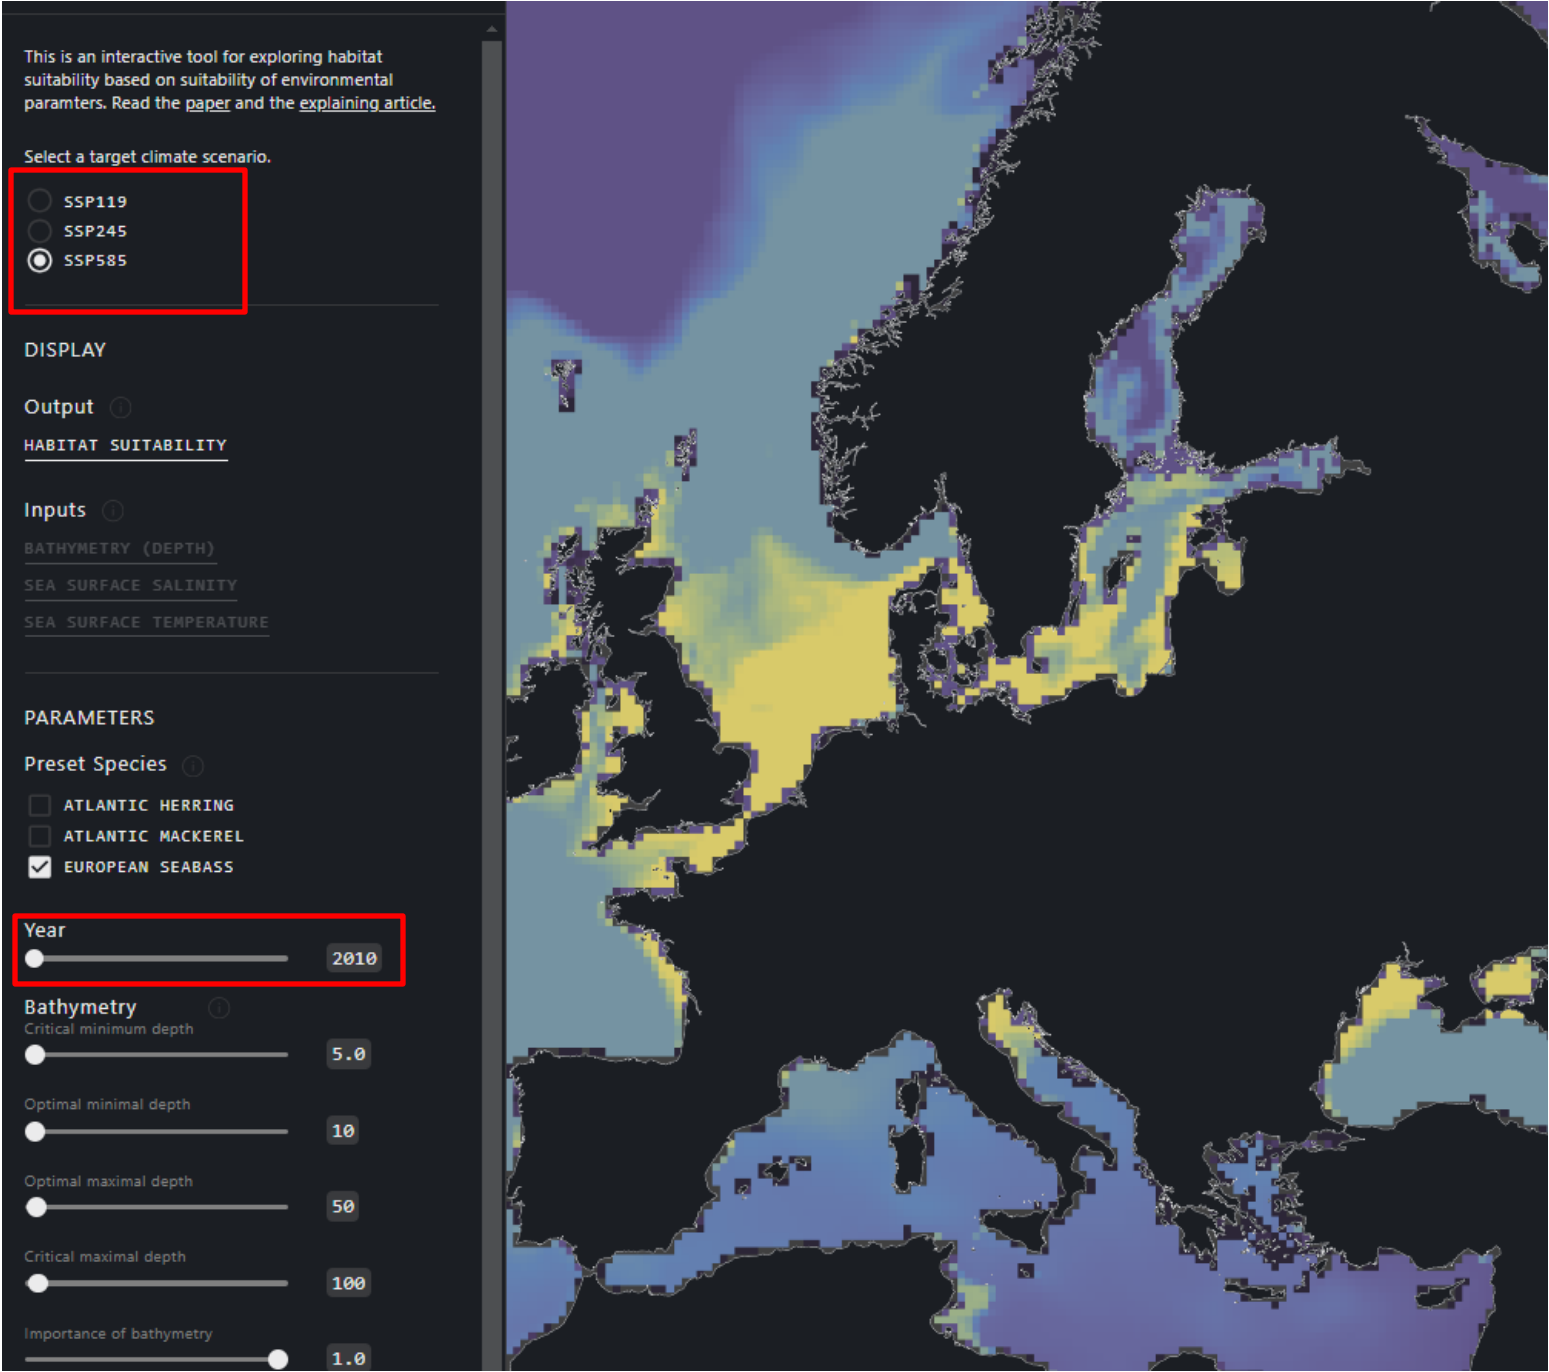 This is an interactive tool for exploring habitat
suitability based on suitability of environmental
paramters. Read the paper and the explaining article.
Select a target climate scenario.
SSP119
SSP245
SSP585
DISPLAY
Output
HABITAT SUITABILITY
Inputs
BATHYMETRY (DEPTH)
SEA SURFACE SALINITY
SEA SURFACE TEMPERATURE
PARAMETERS
Preset Species
ATLANTIC HERRING
ATLANTIC MACKEREL
EUROPEAN SEABASS
Year
2010
Bathymetry
Critical minimum depth
5.0
Optimal minimal depth
10
Optimal maximal depth
50
Critical maximal depth
100
Importance of bathymetry
1.0